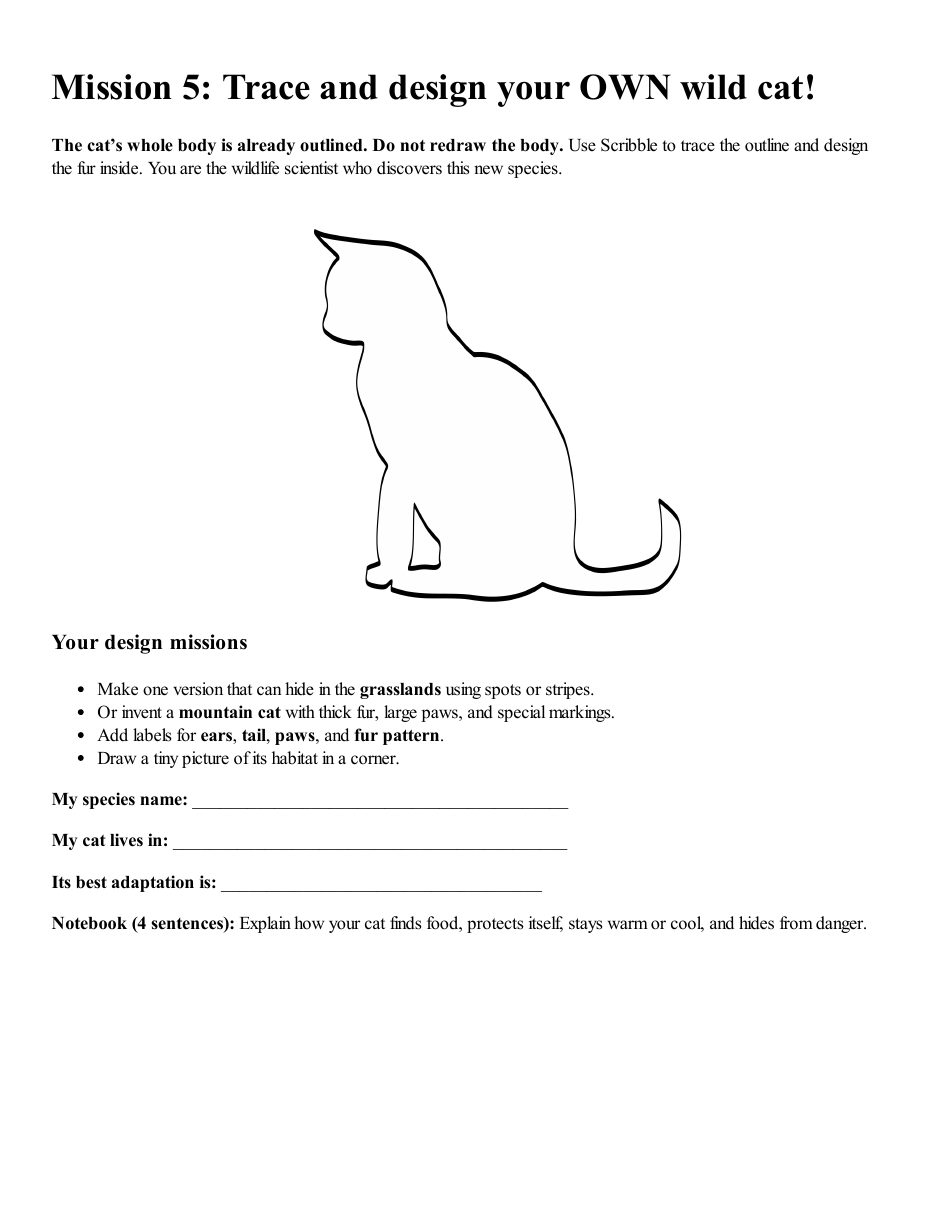 Mission 5: Trace and design your OWN wild cat!
The cat’s whole body is already outlined. Do not redraw the body. Use Scribble to trace the outline and design
the fur inside. You are the wildlife scientist who discovers this new species.
Your design missions
• Make one version that can hide in the grasslands using spots or stripes.
• Or invent a mountain cat with thick fur, large paws, and special markings.
• Add labels for ears, tail, paws, and fur pattern.
• Draw a tiny picture of its habitat in a corner.
My species name: ________________________________________
My cat lives in: __________________________________________
Its best adaptation is: __________________________________
Notebook (4 sentences): Explain how your cat finds food, protects itself, stays warm or cool, and hides from danger.